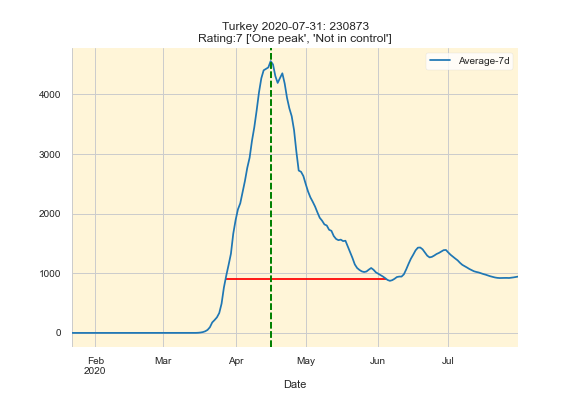 Turkey 2020-07-31: 230873
Rating:7 ['One peak', 'Not in control']
Average-7d
4000
3000
2000
1000
0
Feb Mar Apr May Jun Jul
2020
Date